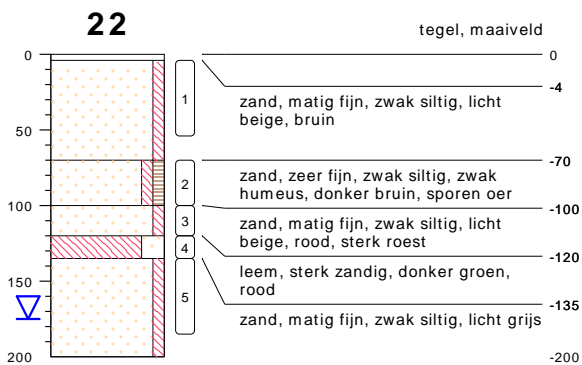 22
tegel, maaiveld
0
0
-4
1
zand, matig fijn, zwak siltig, licht
beige, bruin
50
-70
2
zand, zeer fijn, zwak siltig, zwak
humeus, donker bruin, sporen oer
100
-100
3
zand, matig fijn, zwak siltig, licht
beige, rood, sterk roest
-120
4
leem, sterk zandig, donker groen,
rood
150
-135
5
zand, matig fijn, zwak siltig, licht grijs
200
-200